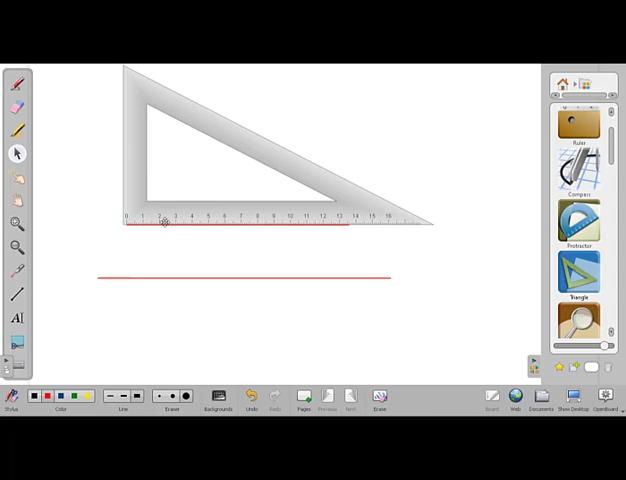 0 1 2 3 4 5 6 7 8 9 10 11 12 13 14 15 16
Ruler
Compass
Protractor
Triangle
Stylus
Color
Line
Eraser
Backgrounds
Undo
Redo
Pages
Previous
Next
Erase
Board
Web
Documents
Show Desktop
OpenBoard